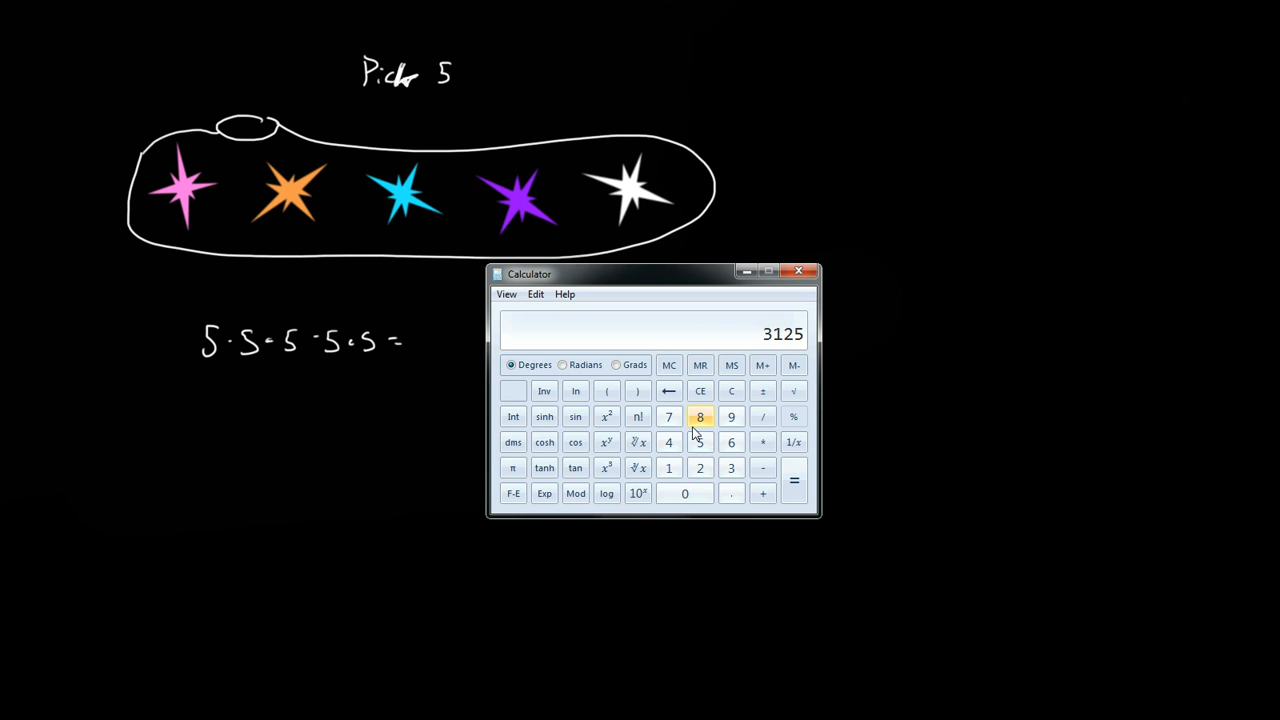 Pick 5
5·5·5·5·5=
Calculator
View Edit Help
3125
Degrees Radians Grads MC MR MS M+ M-
Inv ln ( ) ← CE C ± √
Int sinh sin x² n! 7 8 9 / %
dms cosh cos xʸ ʸ√x 4 5 6 * 1/x
π tanh tan x³ ³√x 1 2 3 - =
F-E Exp Mod log 10ˣ 0 . +